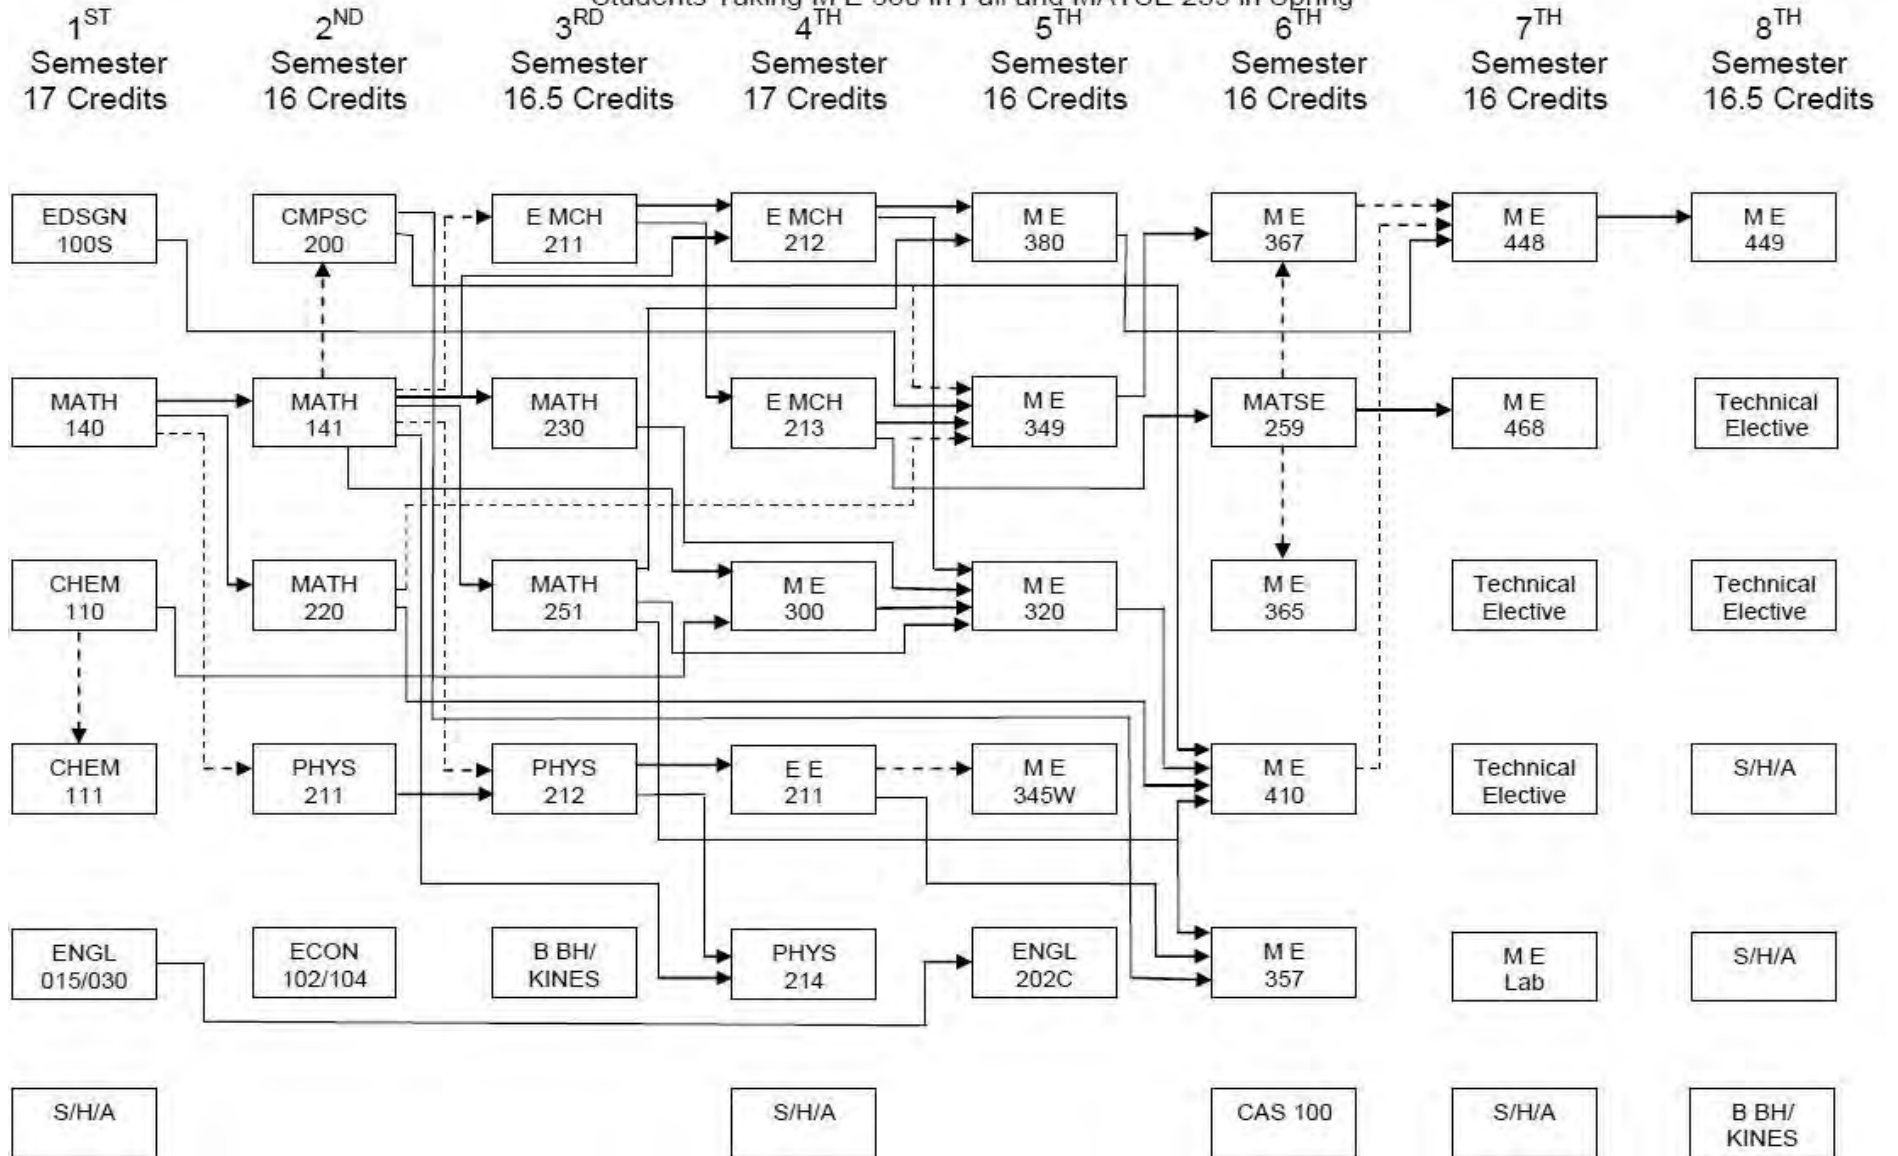 1ST
Semester
17 Credits
2ND
Semester
16 Credits
3RD
Semester
16.5 Credits
4TH
Semester
17 Credits
5TH
Semester
16 Credits
6TH
Semester
16 Credits
7TH
Semester
16 Credits
8TH
Semester
16.5 Credits
EDSGN
100S
CMPSC
200
E MCH
211
E MCH
212
M E
380
M E
367
M E
448
M E
449
MATH
140
MATH
141
MATH
230
E MCH
213
M E
349
MATSE
259
M E
468
Technical
Elective
CHEM
110
MATH
220
MATH
251
M E
300
M E
320
M E
365
Technical
Elective
Technical
Elective
CHEM
111
PHYS
211
PHYS
212
E E
211
M E
345W
M E
410
Technical
Elective
S/H/A
ENGL
015/030
ECON
102/104
B BH/
KINES
PHYS
214
ENGL
202C
M E
357
M E
Lab
S/H/A
S/H/A
S/H/A
CAS 100
S/H/A
B BH/
KINES